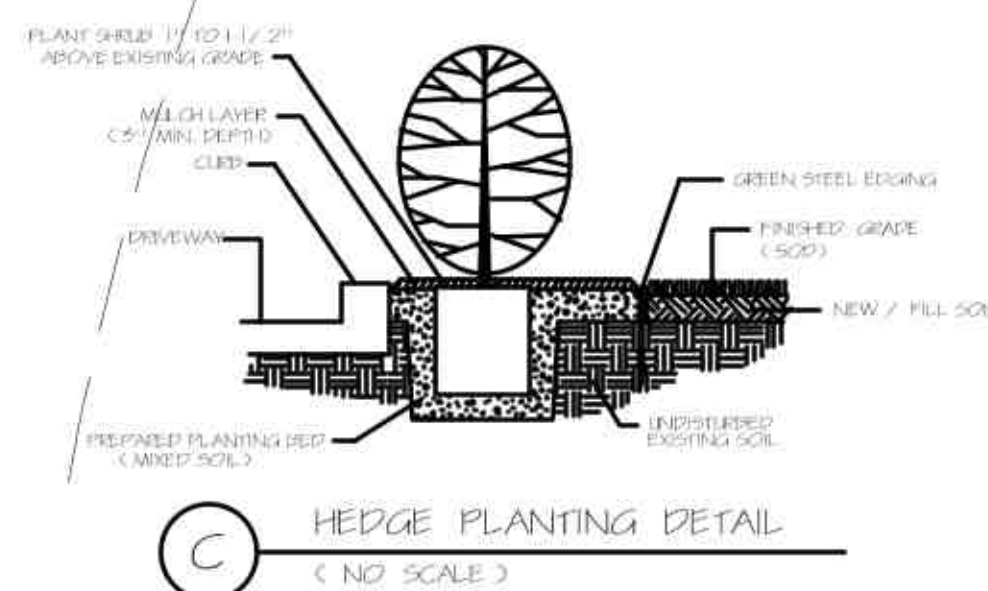 PLANT SHRUB 1" TO 1-1/2"
ABOVE EXISTING GRADE
MULCH LAYER
(3" MIN. DEPTH)
CURB
DRIVEWAY
GREEN STEEL EDGING
FINISHED GRADE
(SOD)
NEW / FILL SOI
UNDISTURBED
EXISTING SOIL
PREPARED PLANTING BED
(MIXED SOIL)
C
HEDGE PLANTING DETAIL
( NO SCALE )